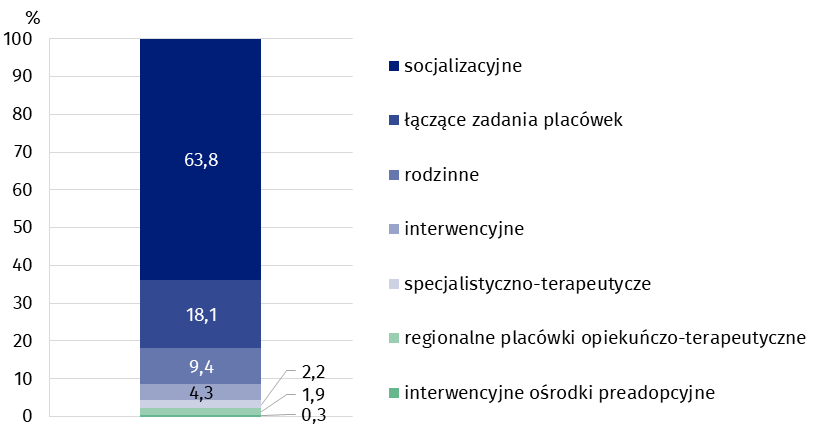 %
100
90
80
70
60
50
40
30
20
10
0
63,8
18,1
9,4
4,3
2,2
1,9
0,3
socjalizacyjne
łączące zadania placówek
rodzinne
interwencyjne
specjalistyczno-terapeutycze
regionalne placówki opiekuńczo-terapeutyczne
interwencyjne ośrodki preadopcyjne